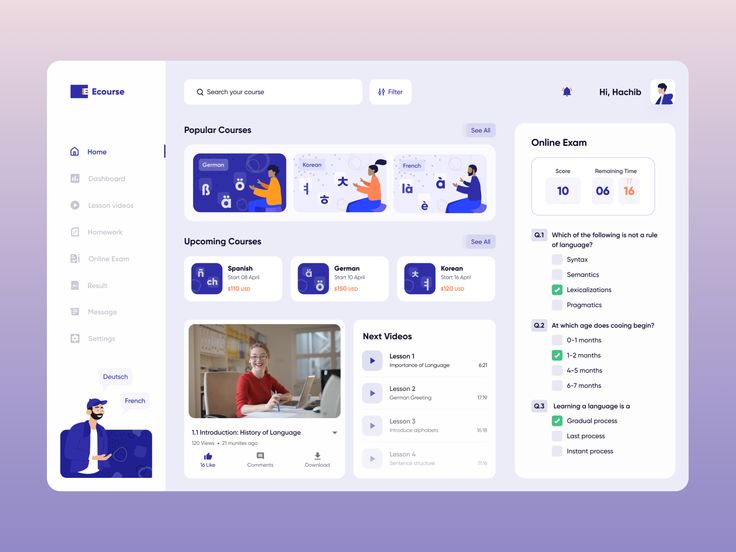 Ecourse
Search your course
Filter
Hi, Hachib
Home
Dashboard
Lesson videos
Homework
Online Exam
Result
Message
Settings
Deutsch
French
Popular Courses
See All
German
ß
ä
ö
Korean
ㅕ
ㅎ
ㅊ
French
là
è
à
Upcoming Courses
See All
ñ
ch
Spanish
Start 08 April
$110 USD
ä
ö
German
Start 10 April
$150 USD
ㅊ
ㅕ
Korean
Start 16 April
$120 USD
1.1 Introduction: History of Language
120 Views • 21 munites ago
16 Like
Comments
Download
Next Videos
Lesson 1
Importance of Language
6:21
Lesson 2
German Greeting
17:19
Lesson 3
Introduce alphabets
16:18
Lesson 4
Sentence structure
11:16
Online Exam
Score
Remaining Time
10
06
16
Q.1 Which of the following is not a rule
of language?
Syntax
Semantics
Lexicalizations
Pragmatics
Q.2 At which age does cooing begin?
0-1 months
1-2 months
4-5 months
6-7 months
Q.3 Learning a language is a
Gradual process
Last process
Instant process